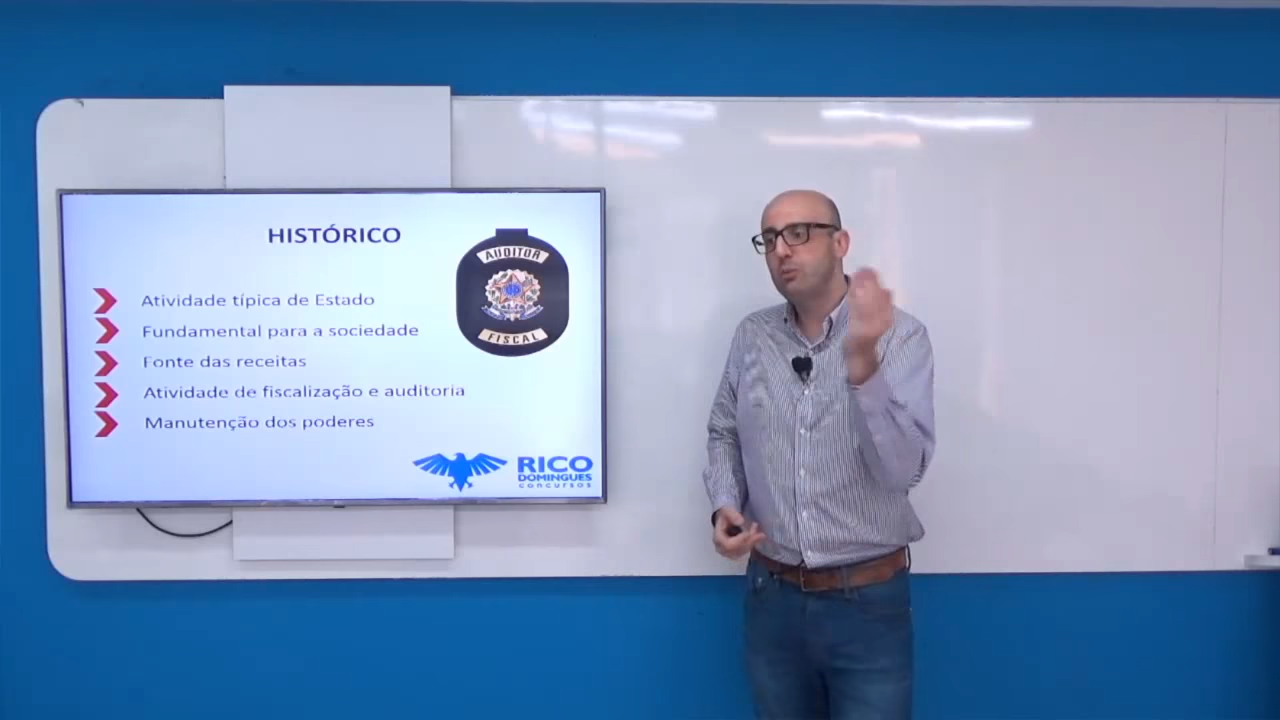 HISTÓRICO
AUDITOR
FISCAL
Atividade típica de Estado
Fundamental para a sociedade
Fonte das receitas
Atividade de fiscalização e auditoria
Manutenção dos poderes
RICO
DOMINGUES
concursos